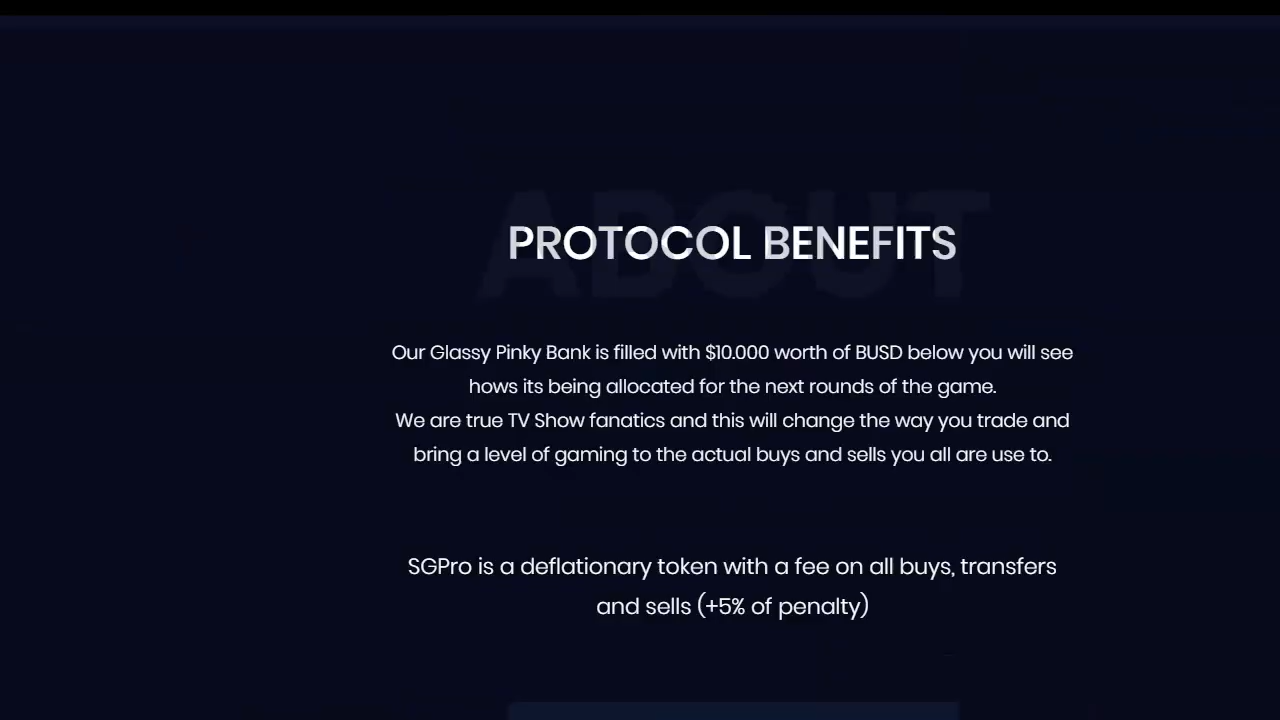 ABOUT
PROTOCOL BENEFITS
Our Glassy Pinky Bank is filled with $10.000 worth of BUSD below you will see
hows its being allocated for the next rounds of the game.
We are true TV Show fanatics and this will change the way you trade and
bring a level of gaming to the actual buys and sells you all are use to.
SGPro is a deflationary token with a fee on all buys, transfers
and sells (+5% of penalty)